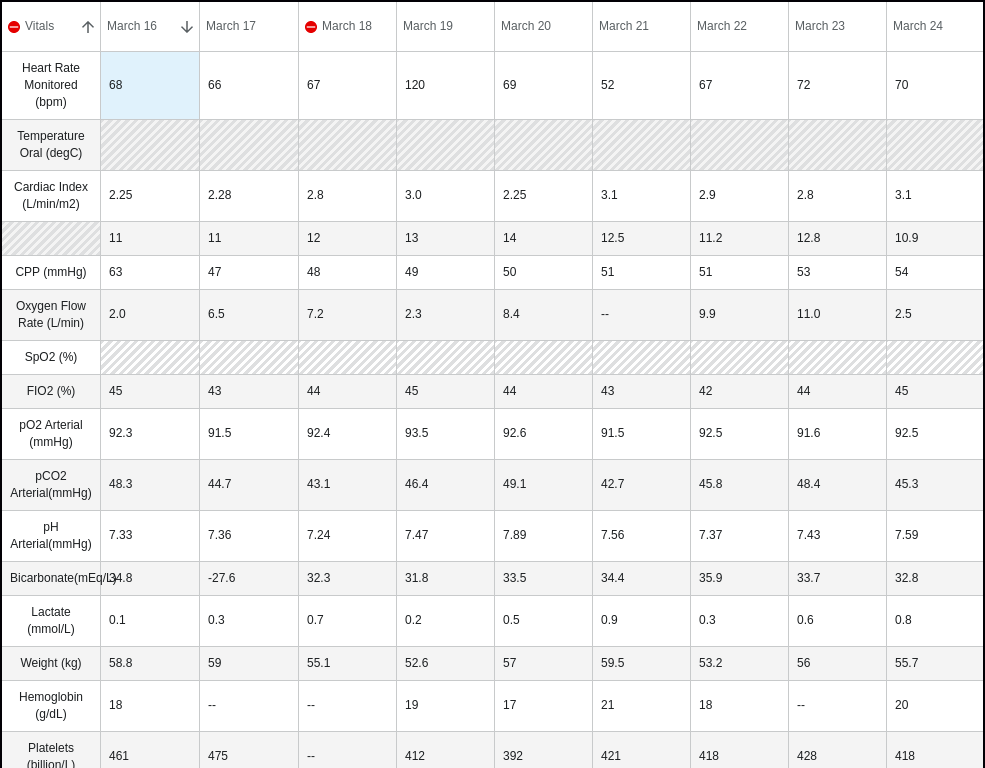 Vitals March 16 March 17 March 18 March 19 March 20 March 21 March 22 March 23 March 24
Heart Rate
Monitored
(bpm)
68 66 67 120 69 52 67 72 70
Temperature
Oral (degC)
Cardiac Index
(L/min/m2)
2.25 2.28 2.8 3.0 2.25 3.1 2.9 2.8 3.1
11 11 12 13 14 12.5 11.2 12.8 10.9
CPP (mmHg) 63 47 48 49 50 51 51 53 54
Oxygen Flow
Rate (L/min)
2.0 6.5 7.2 2.3 8.4 -- 9.9 11.0 2.5
SpO2 (%)
FIO2 (%) 45 43 44 45 44 43 42 44 45
pO2 Arterial
(mmHg)
92.3 91.5 92.4 93.5 92.6 91.5 92.5 91.6 92.5
pCO2
Arterial(mmHg)
48.3 44.7 43.1 46.4 49.1 42.7 45.8 48.4 45.3
pH
Arterial(mmHg)
7.33 7.36 7.24 7.47 7.89 7.56 7.37 7.43 7.59
Bicarbonate(mEq/L) 34.8 -27.6 32.3 31.8 33.5 34.4 35.9 33.7 32.8
Lactate
(mmol/L)
0.1 0.3 0.7 0.2 0.5 0.9 0.3 0.6 0.8
Weight (kg) 58.8 59 55.1 52.6 57 59.5 53.2 56 55.7
Hemoglobin
(g/dL)
18 -- -- 19 17 21 18 -- 20
Platelets
(billion/L)
461 475 -- 412 392 421 418 428 418